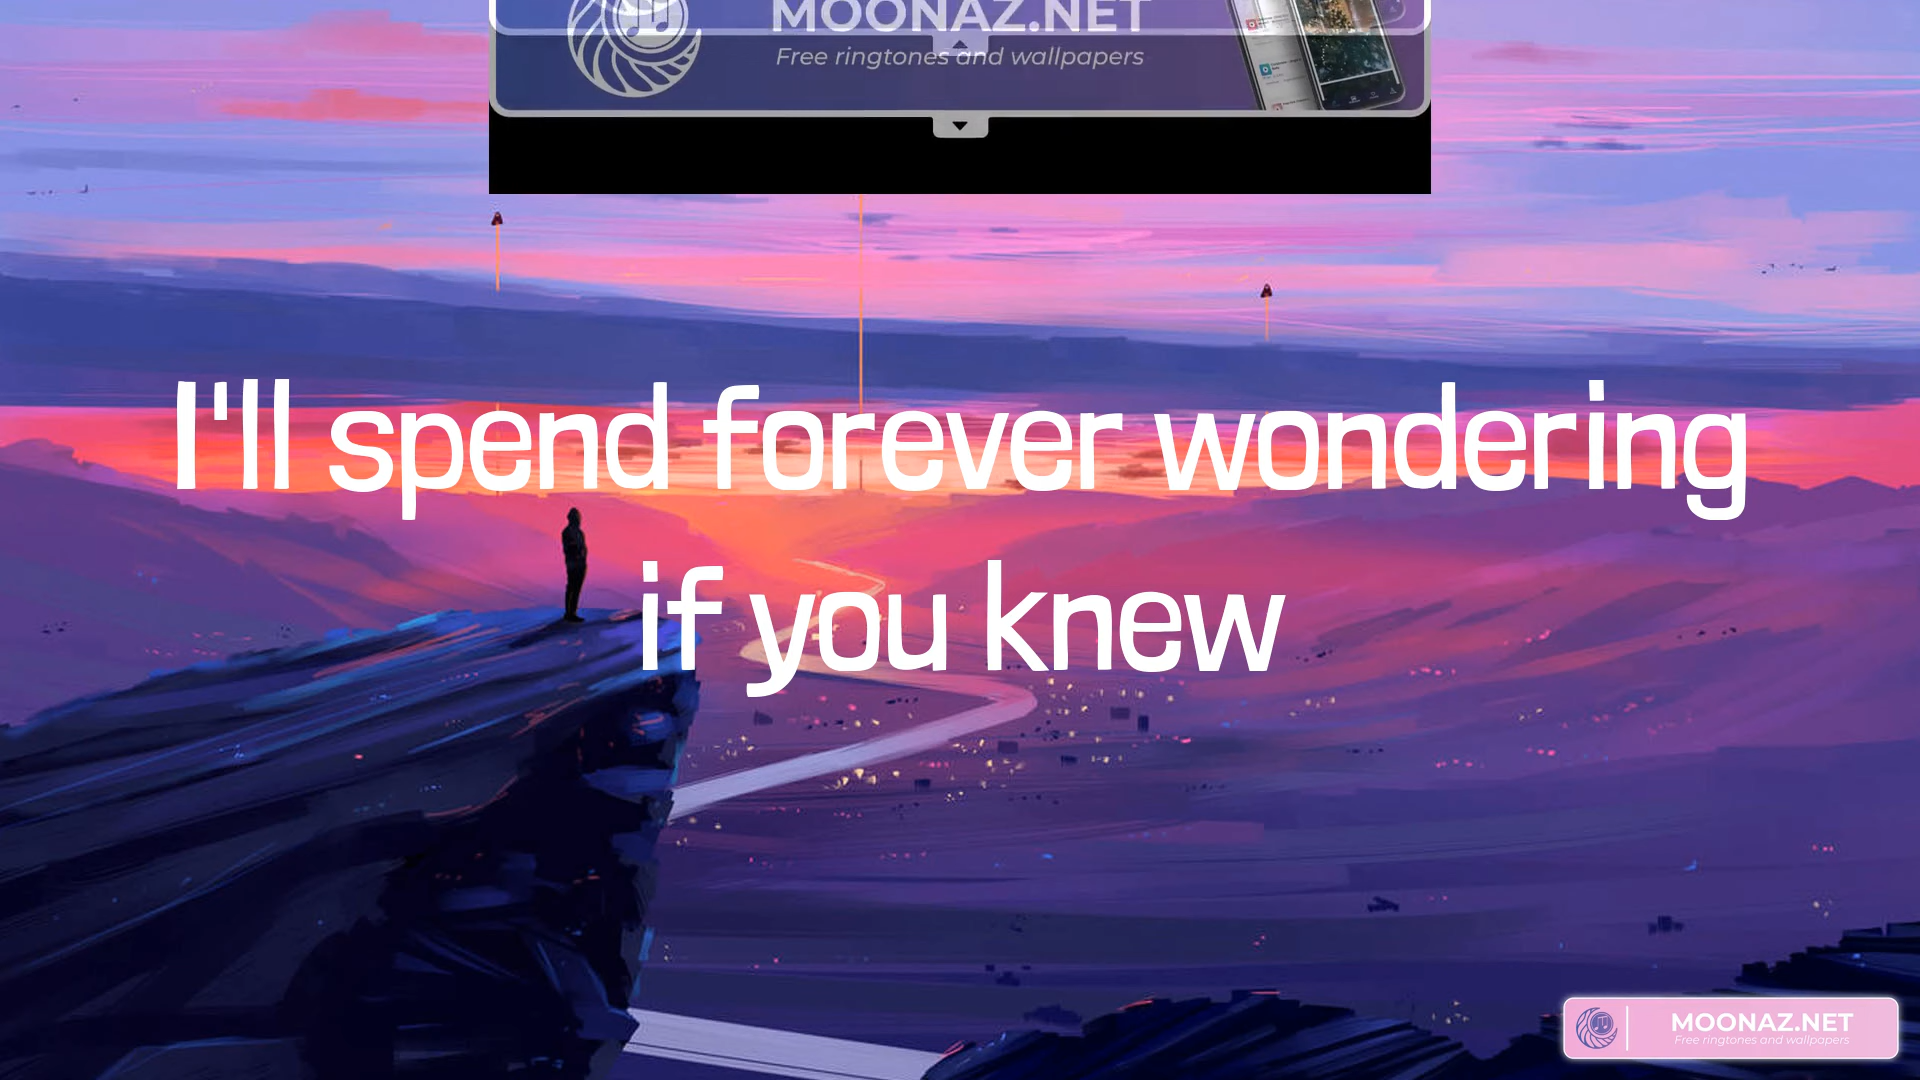 MOONAZ.NET
Free ringtones and wallpapers
I'll spend forever wondering
if you knew
MOONAZ.NET
Free ringtones and wallpapers